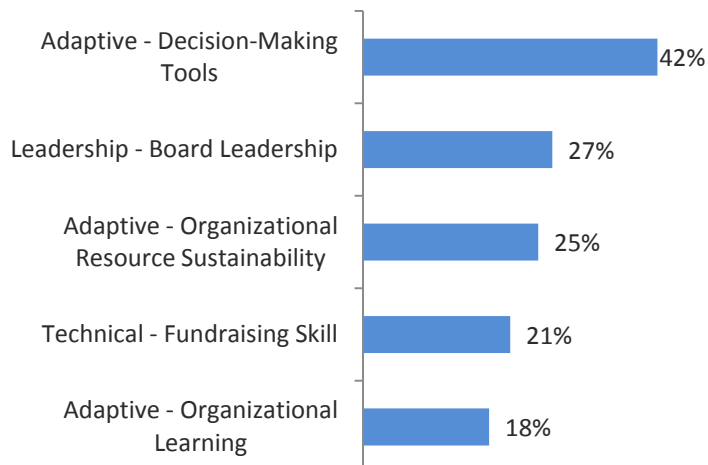 Adaptive - Decision-Making
Tools
42%
Leadership - Board Leadership
27%
Adaptive - Organizational
Resource Sustainability
25%
Technical - Fundraising Skill
21%
Adaptive - Organizational
Learning
18%